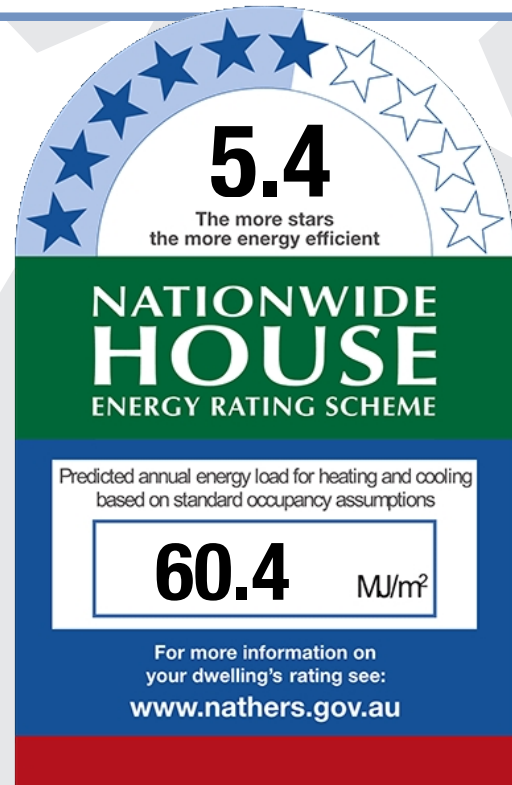 5.4
The more stars
the more energy efficient
NATIONWIDE
HOUSE
ENERGY RATING SCHEME
Predicted annual energy load for heating and cooling
based on standard occupancy assumptions
60.4 MJ/m²
For more information on
your dwelling's rating see:
www.nathers.gov.au